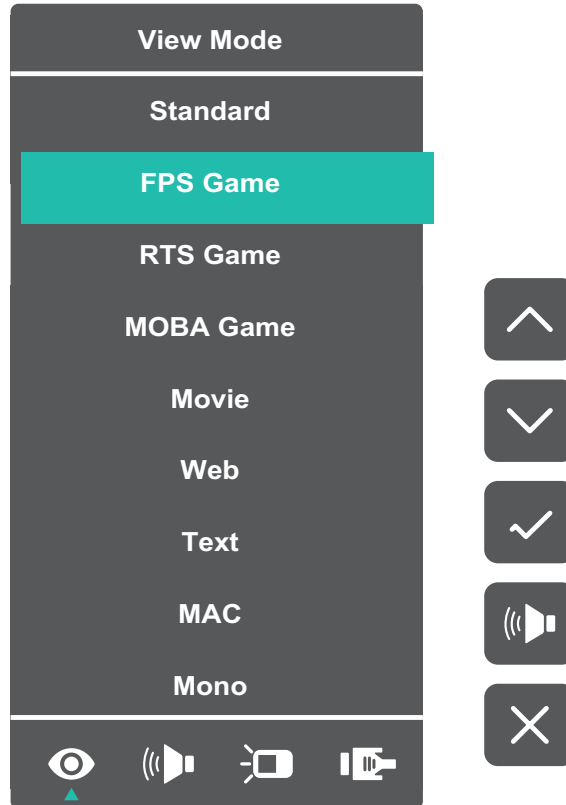 View Mode
Standard
FPS Game
RTS Game
MOBA Game
Movie
Web
Text
MAC
Mono